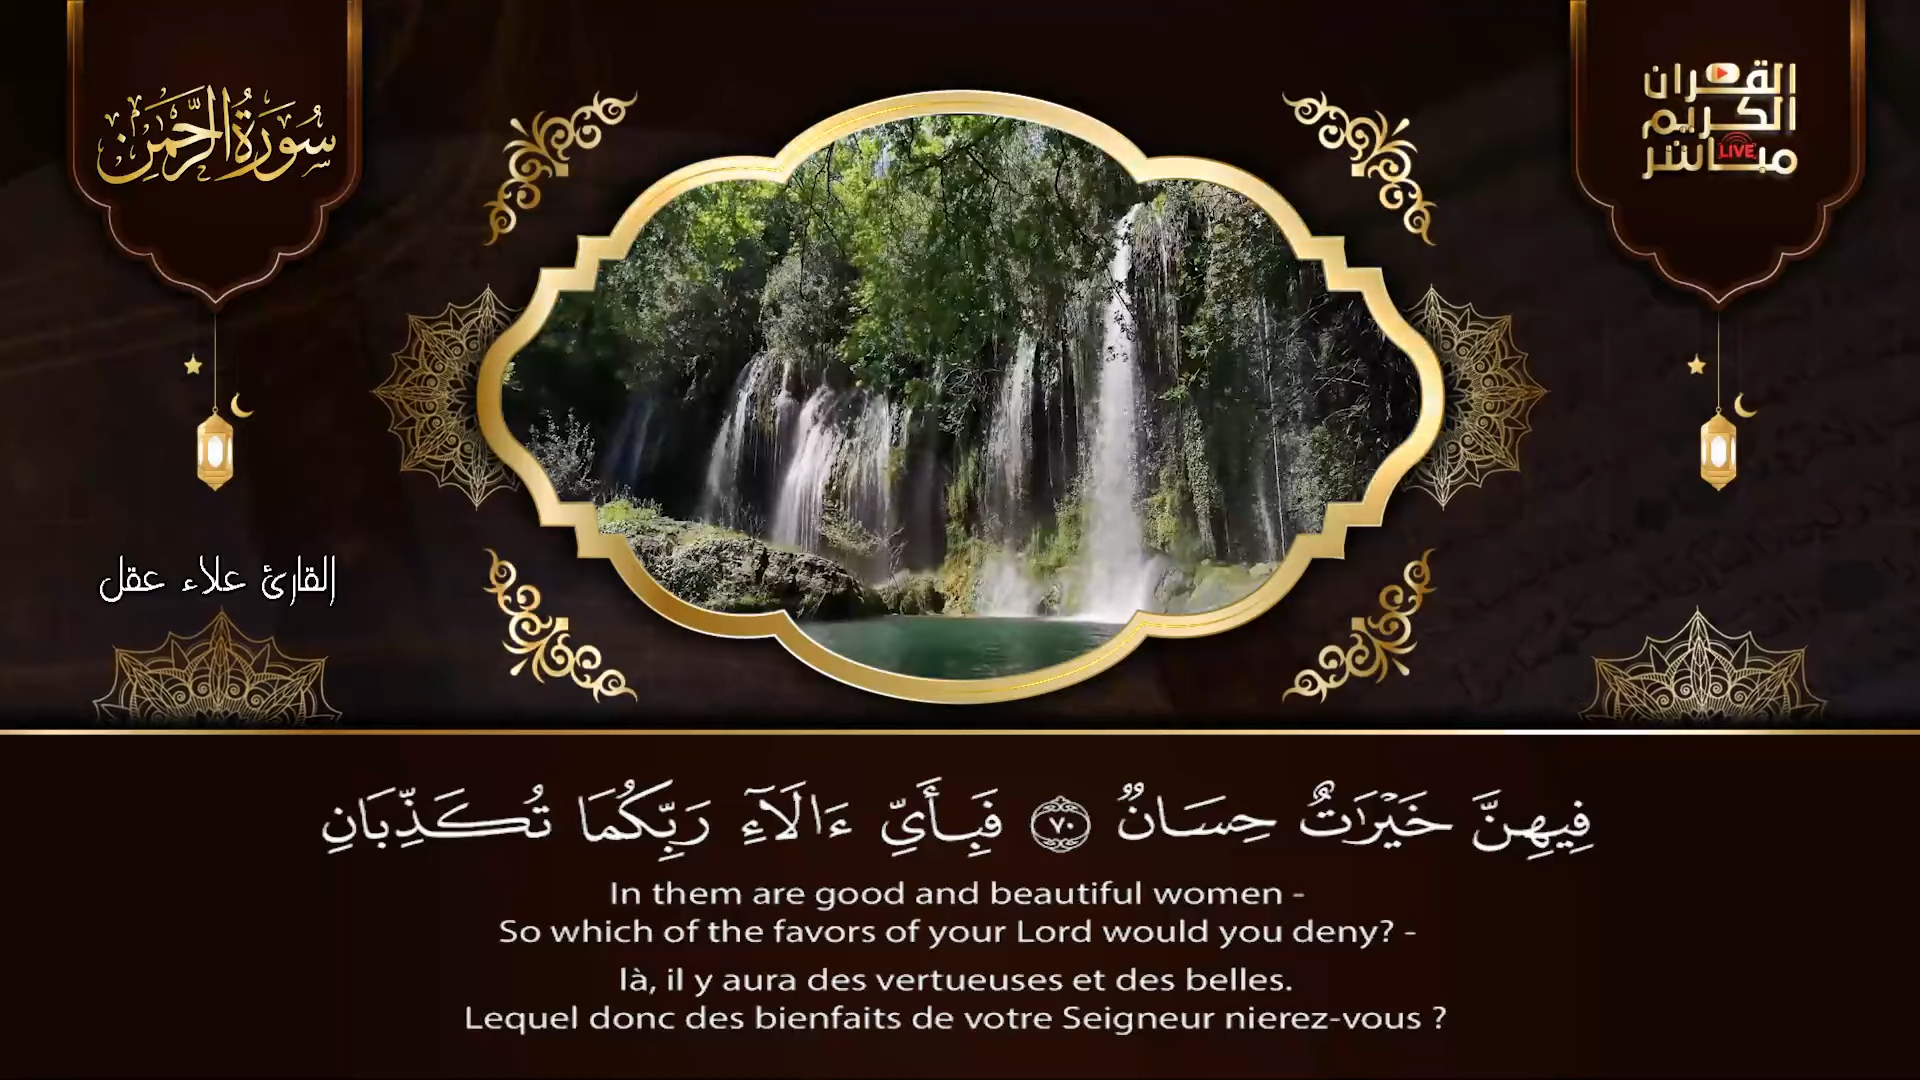 سُورَةُ الرَّحْمَٰن
القرآن
الكريم
مباشر
LIVE
القارئ علاء عقل
فِيهِنَّ خَيْرَٰتٌ حِسَانٌ ٧٠ فَبِأَيِّ ءَالَآءِ رَبِّكُمَا تُكَذِّبَانِ
In them are good and beautiful women -
So which of the favors of your Lord would you deny? -
là, il y aura des vertueuses et des belles.
Lequel donc des bienfaits de votre Seigneur nierez-vous ?